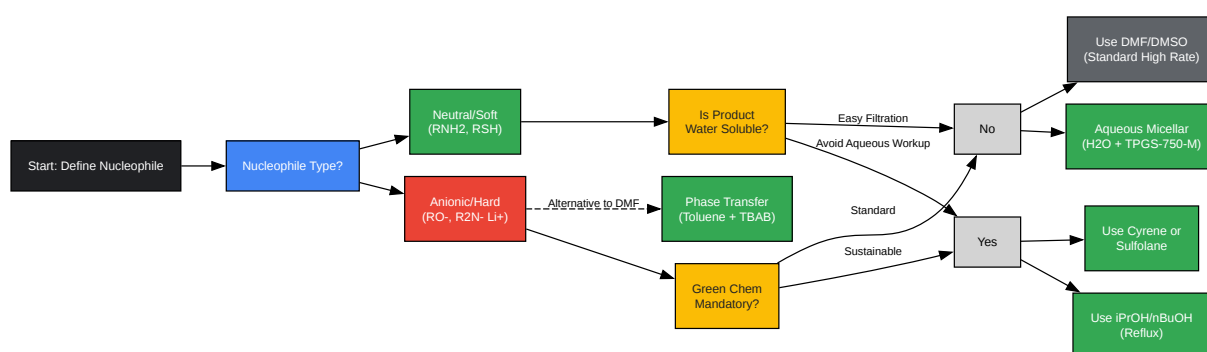 Start: Define Nucleophile
Nucleophile Type?
Neutral/Soft
(RNH2, RSH)
Anionic/Hard
(RO-, R2N- Li+)
Alternative to DMF
Is Product
Water Soluble?
Phase Transfer
(Toluene + TBAB)
Green Chem
Mandatory?
Easy Filtration
Avoid Aqueous Workup
Standard
Sustainable
No
Yes
Use DMF/DMSO
(Standard High Rate)
Aqueous Micellar
(H2O + TPGS-750-M)
Use Cyrene or
Sulfolane
Use iPrOH/nBuOH
(Reflux)